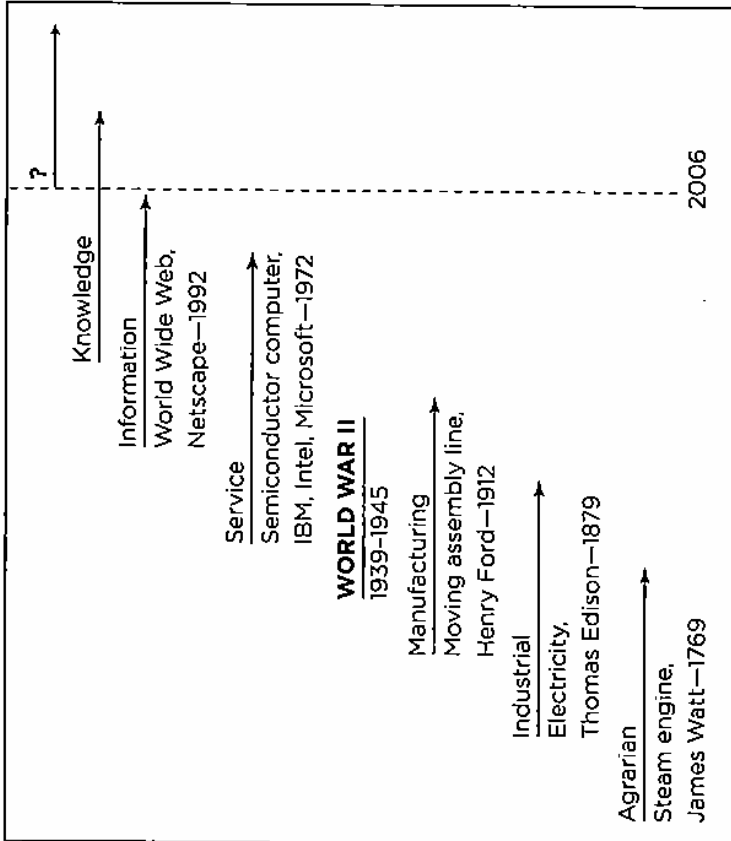 ?
Knowledge
Information
World Wide Web,
Netscape—1992
Service
Semiconductor computer,
IBM, Intel, Microsoft—1972
WORLD WAR II
1939–1945
Manufacturing
Moving assembly line,
Henry Ford—1912
Industrial
Electricity,
Thomas Edison—1879
Agrarian
Steam engine,
James Watt—1769
2006